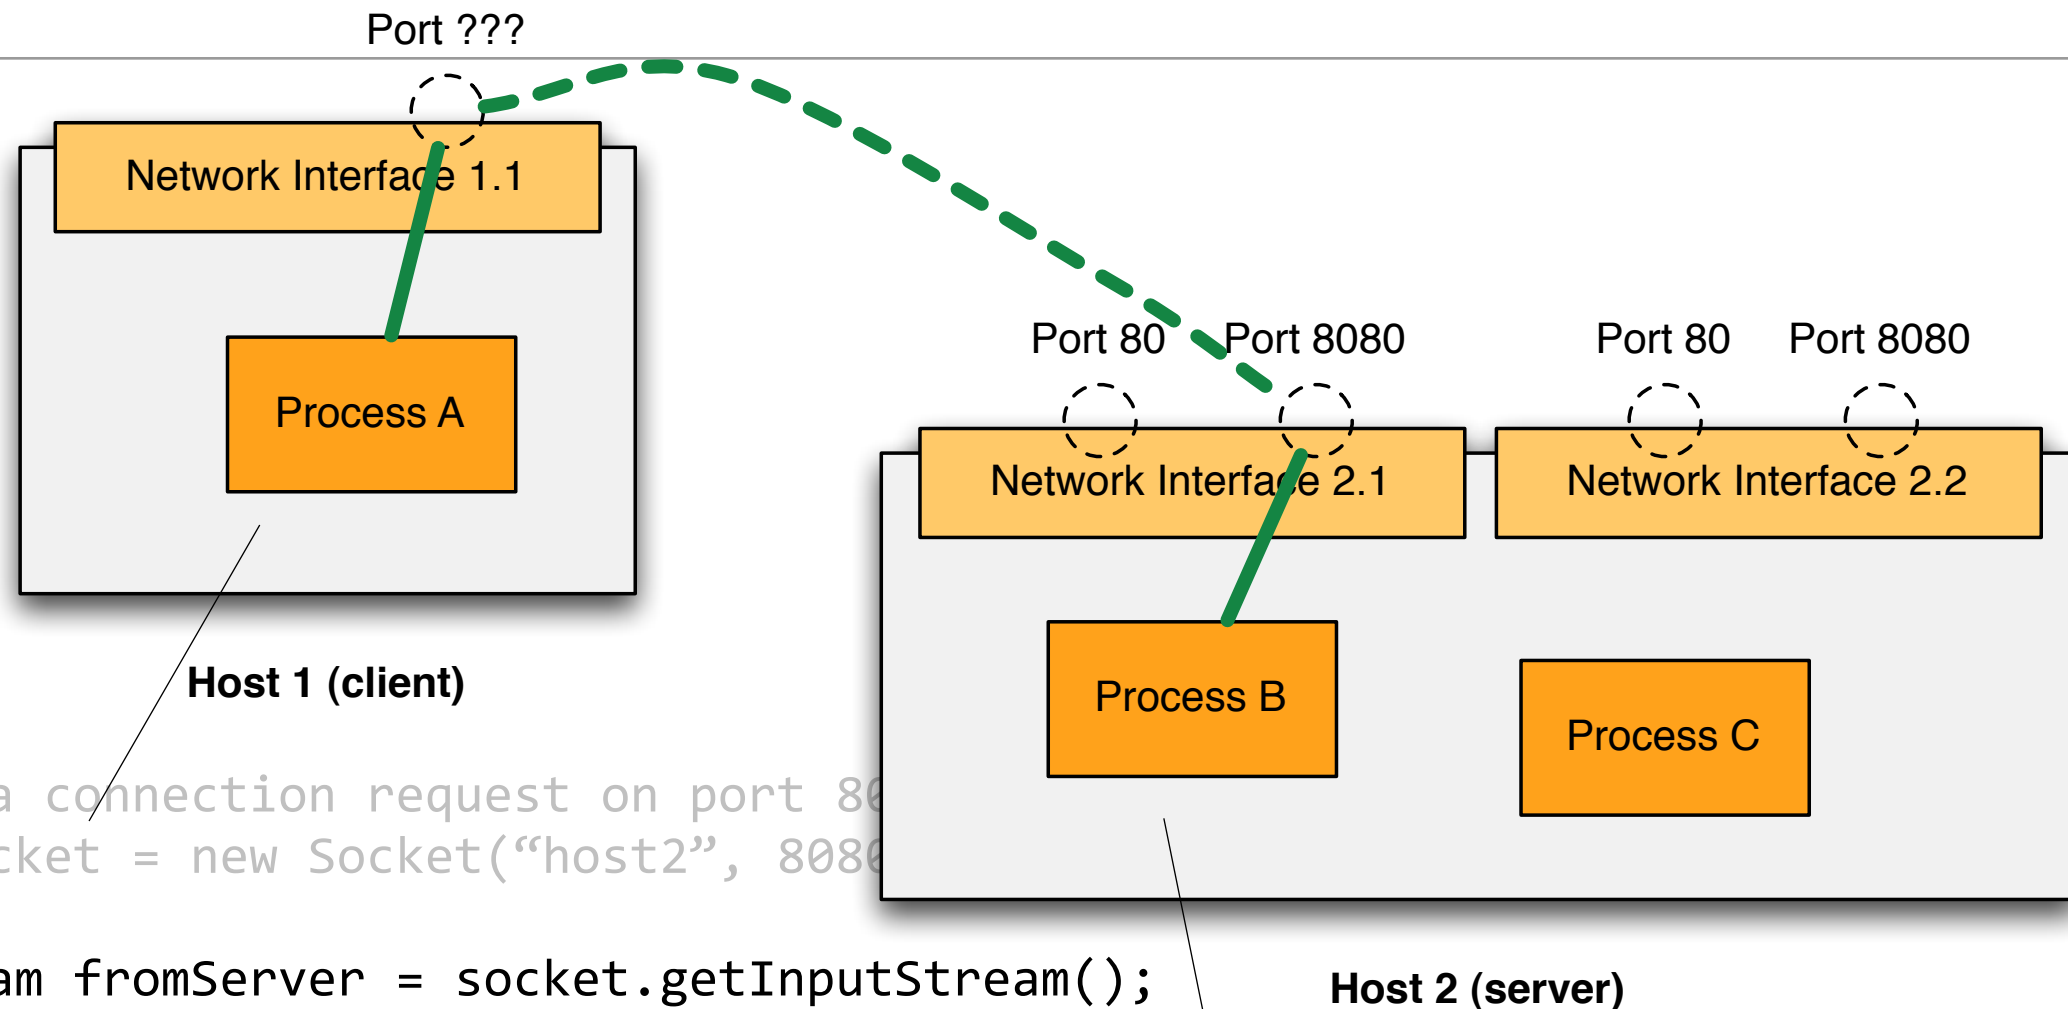 Port ???
Network Interface 1.1
Process A
Host 1 (client)
Port 80
Port 8080
Port 80
Port 8080
Network Interface 2.1
Network Interface 2.2
Process B
Process C
a connection request on port 80
cket = new Socket(“host2”, 8080
am fromServer = socket.getInputStream();
Host 2 (server)